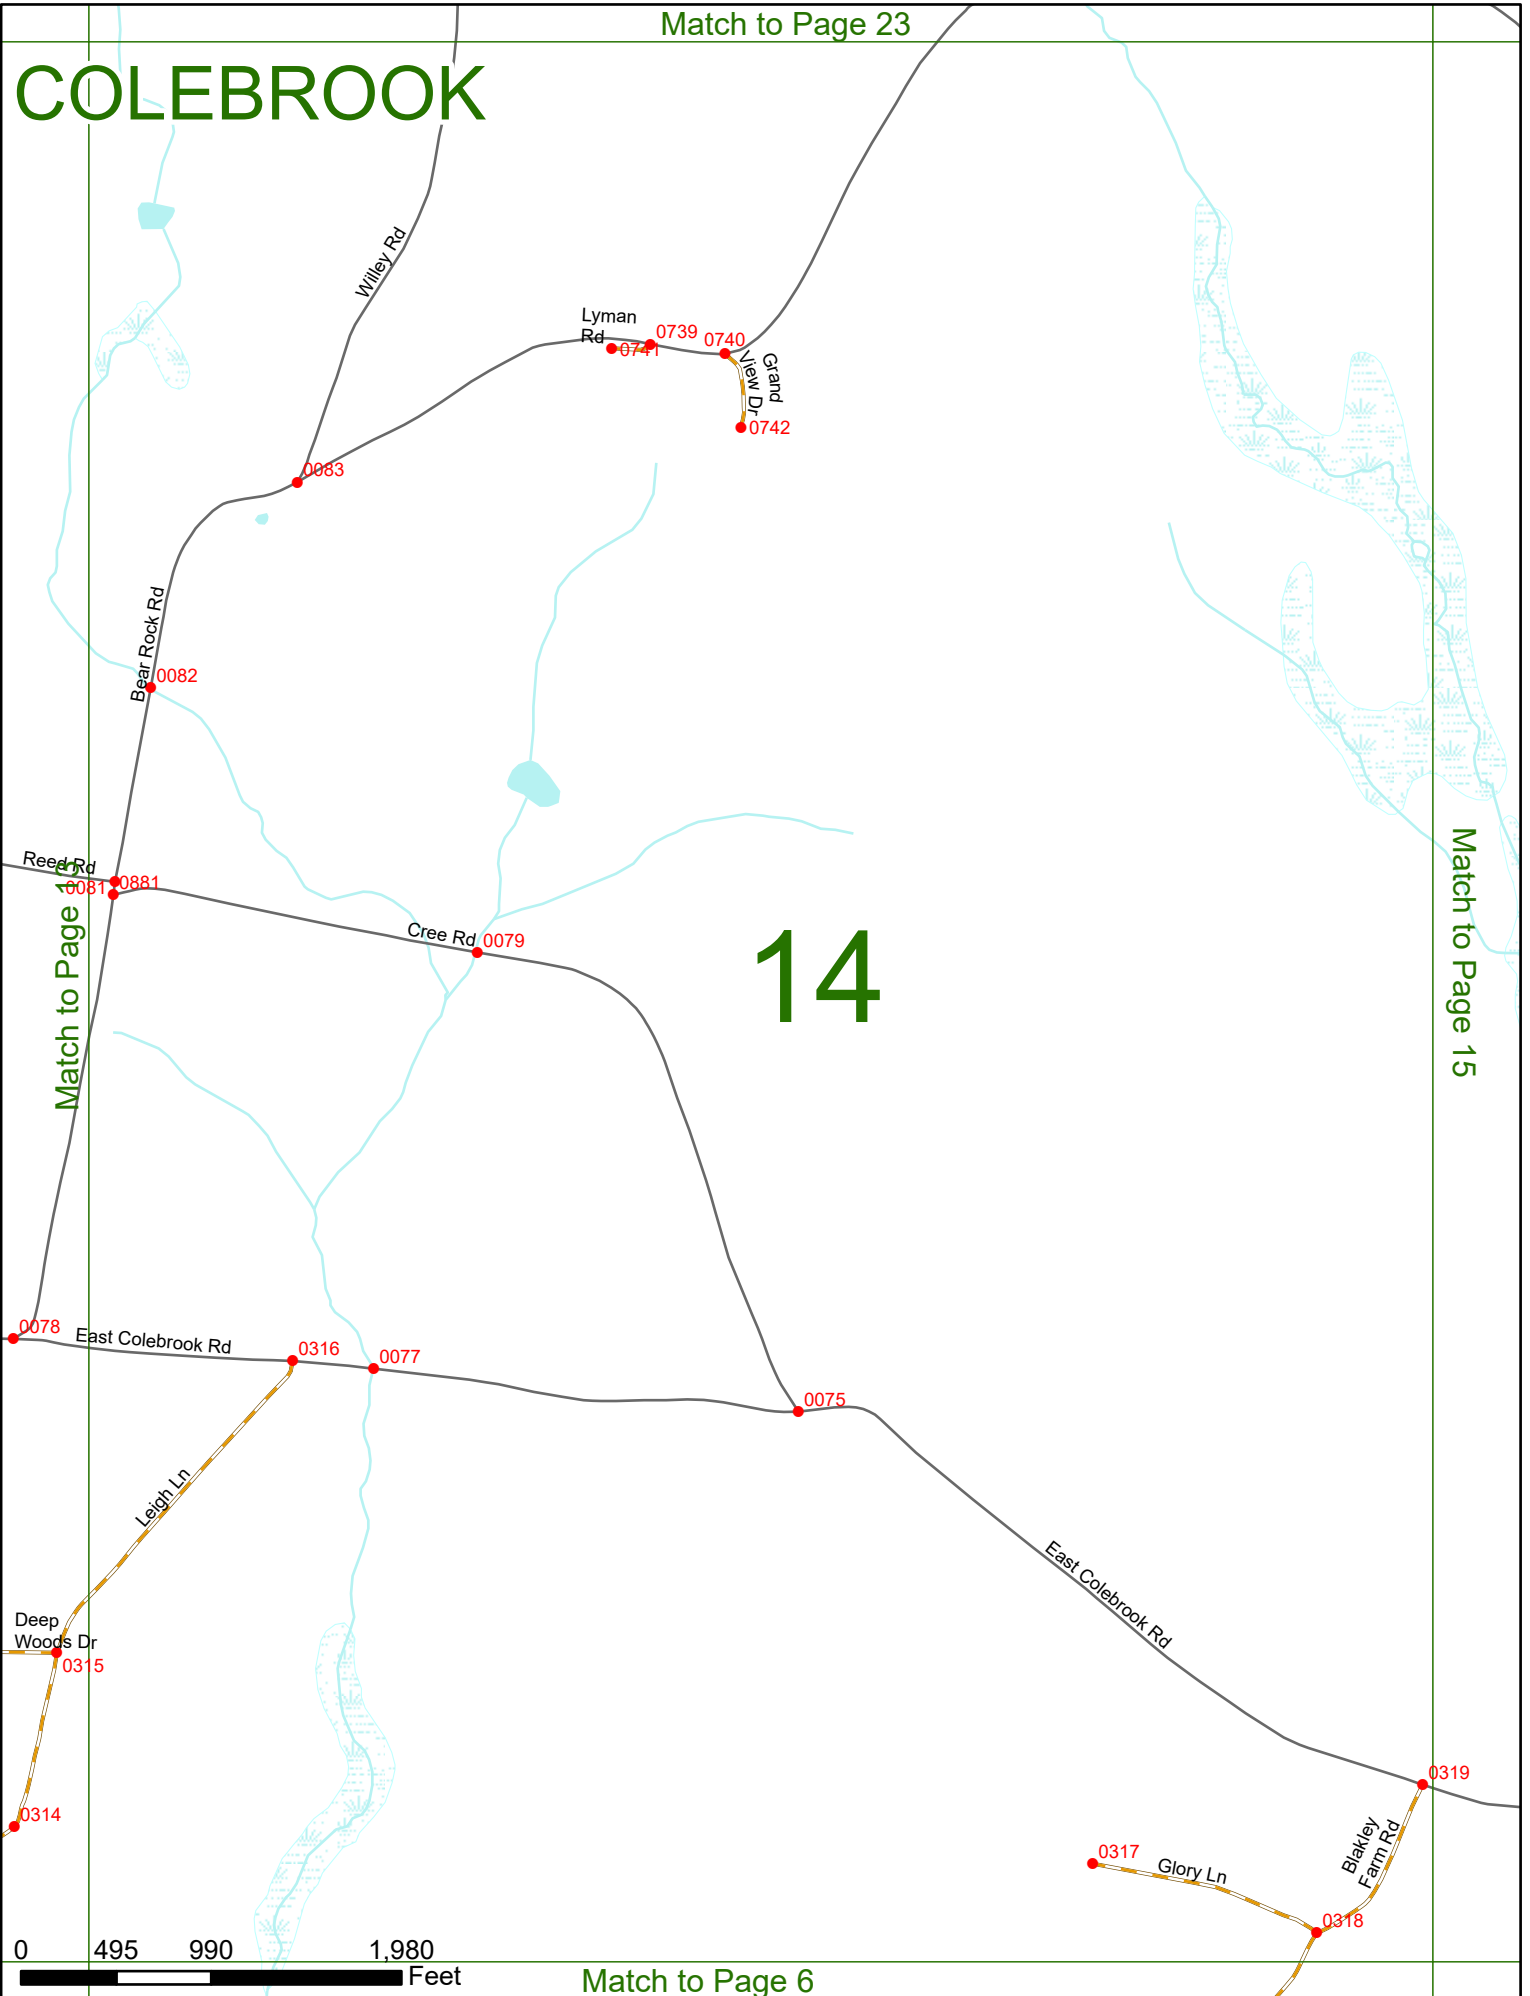 Match to Page 23
COLEBROOK
Willey Rd
Lyman
Rd
0739
0740
0741
Grand
View Dr
0742
0083
Bear Rock Rd
0082
Reed Rd
0081
0881
Match to Page 13
Cree Rd
0079
14
Match to Page 15
0078
East Colebrook Rd
0316
0077
0075
Leigh Ln
East Colebrook Rd
Deep
Woods Dr
0315
0314
0319
Blakley
Farm Rd
0317
Glory Ln
0318
0 495 990 1,980
Feet
Match to Page 6